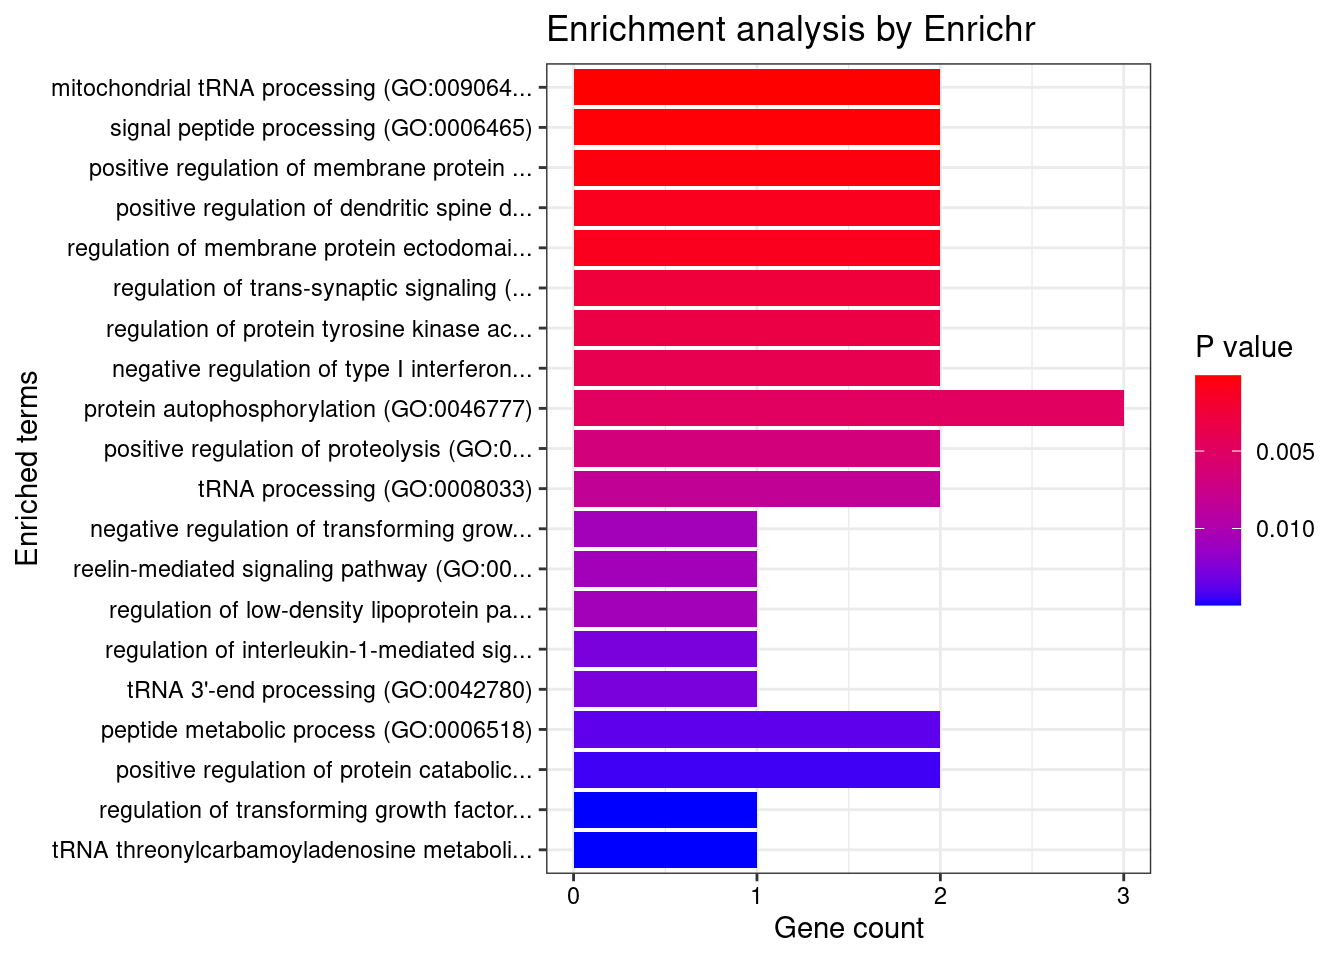 Enrichment analysis by Enrichr
Enriched terms
mitochondrial tRNA processing (GO:009064...
signal peptide processing (GO:0006465)
positive regulation of membrane protein ...
positive regulation of dendritic spine d...
regulation of membrane protein ectodomai...
regulation of trans-synaptic signaling (...
regulation of protein tyrosine kinase ac...
negative regulation of type I interferon...
protein autophosphorylation (GO:0046777)
positive regulation of proteolysis (GO:0...
tRNA processing (GO:0008033)
negative regulation of transforming grow...
reelin-mediated signaling pathway (GO:00...
regulation of low-density lipoprotein pa...
regulation of interleukin-1-mediated sig...
tRNA 3'-end processing (GO:0042780)
peptide metabolic process (GO:0006518)
positive regulation of protein catabolic...
regulation of transforming growth factor...
tRNA threonylcarbamoyladenosine metaboli...
0 1 2 3
Gene count
P value
0.005
0.010